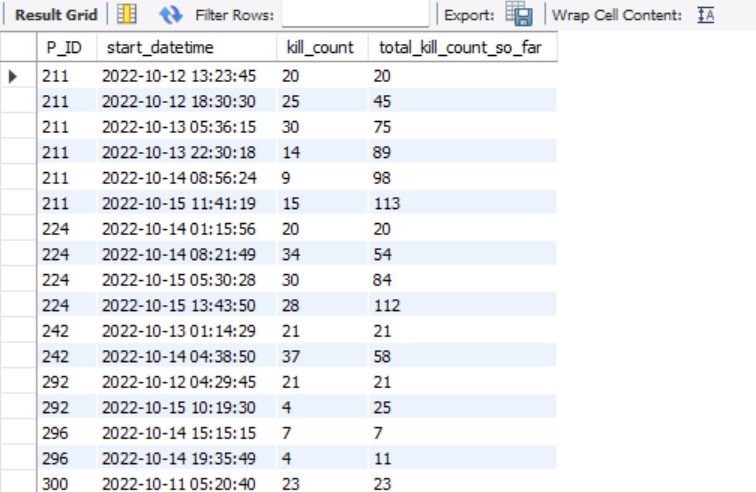 Result Grid Filter Rows: Export: Wrap Cell Content: IA
P_ID start_datetime kill_count total_kill_count_so_far
211 2022-10-12 13:23:45 20 20
211 2022-10-12 18:30:30 25 45
211 2022-10-13 05:36:15 30 75
211 2022-10-13 22:30:18 14 89
211 2022-10-14 08:56:24 9 98
211 2022-10-15 11:41:19 15 113
224 2022-10-14 01:15:56 20 20
224 2022-10-14 08:21:49 34 54
224 2022-10-15 05:30:28 30 84
224 2022-10-15 13:43:50 28 112
242 2022-10-13 01:14:29 21 21
242 2022-10-14 04:38:50 37 58
292 2022-10-12 04:29:45 21 21
292 2022-10-15 10:19:30 4 25
296 2022-10-14 15:15:15 7 7
296 2022-10-14 19:35:49 4 11
300 2022-10-11 05:20:40 23 23